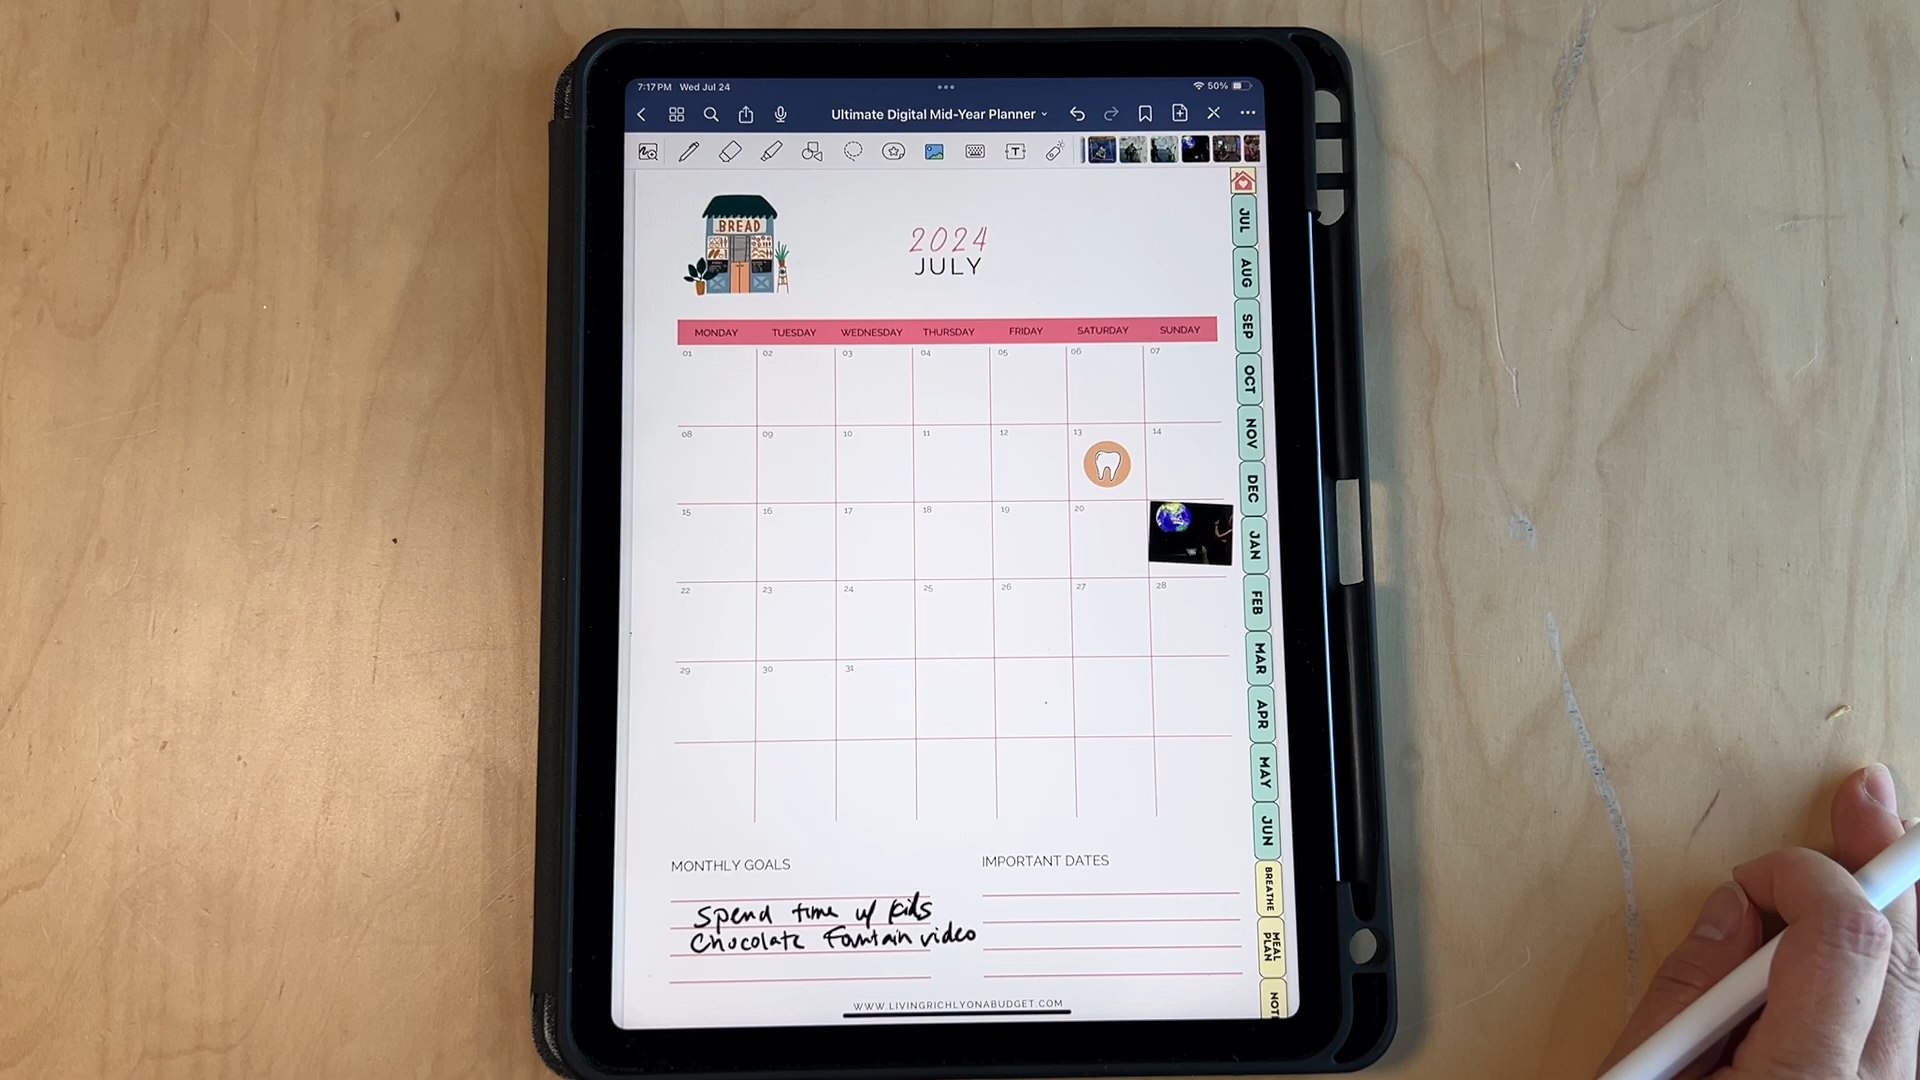 7:17 PM Wed Jul 24
50%
Ultimate Digital Mid-Year Planner
BREAD
2024
JULY
MONDAY TUESDAY WEDNESDAY THURSDAY FRIDAY SATURDAY SUNDAY
01 02 03 04 05 06 07
08 09 10 11 12 13 14
15 16 17 18 19 20
22 23 24 25 26 27 28
29 30 31
MONTHLY GOALS
Spend time w/ kids
Chocolate Fountain video
IMPORTANT DATES
WWW.LIVINGRICHLYONABUDGET.COM
JUL
AUG
SEP
OCT
NOV
DEC
JAN
FEB
MAR
APR
MAY
JUN
BREATHE
MEAL
PLAN
NOT